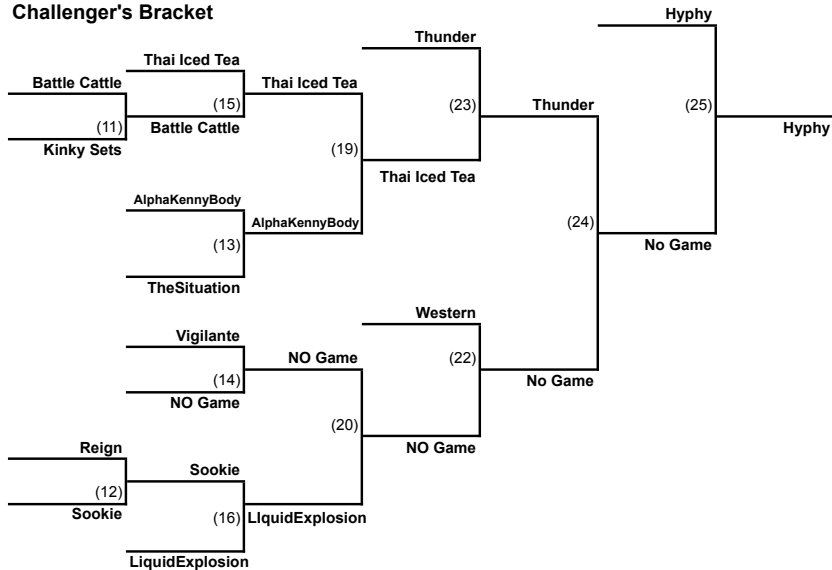 Challenger's Bracket
Hyphy
Thunder
Thai Iced Tea
Battle Cattle
Thai Iced Tea
(15)
(23)
Thunder
(25)
(11)
Battle Cattle
Hyphy
Kinky Sets
(19)
Thai Iced Tea
AlphaKennyBody
AlphaKennyBody
(24)
(13)
No Game
TheSituation
Western
Vigilante
NO Game
(22)
(14)
No Game
NO Game
(20)
NO Game
Reign
Sookie
(12)
Sookie
(16)
LIquidExplosion
LiquidExplosion